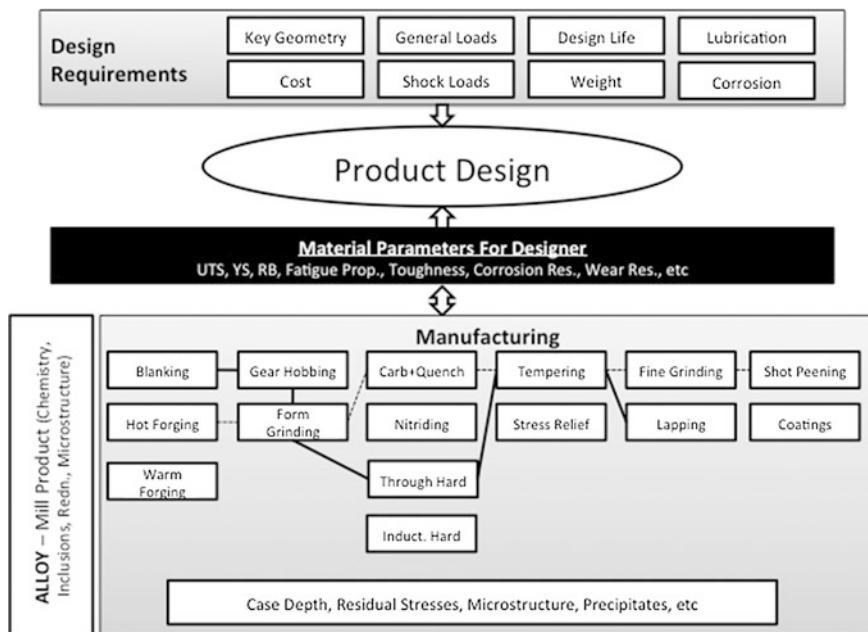 Design
Requirements
Key Geometry
General Loads
Design Life
Lubrication
Cost
Shock Loads
Weight
Corrosion
Product Design
Material Parameters For Designer
UTS, YS, RB, Fatigue Prop., Toughness, Corrosion Res., Wear Res., etc
ALLOY – Mill Product (Chemistry,
Inclusions, Redn., Microstructure)
Manufacturing
Blanking
Gear Hobbing
Carb+Quench
Tempering
Fine Grinding
Shot Peening
Hot Forging
Form
Grinding
Nitriding
Stress Relief
Lapping
Coatings
Warm
Forging
Through Hard
Induct. Hard
Case Depth, Residual Stresses, Microstructure, Precipitates, etc